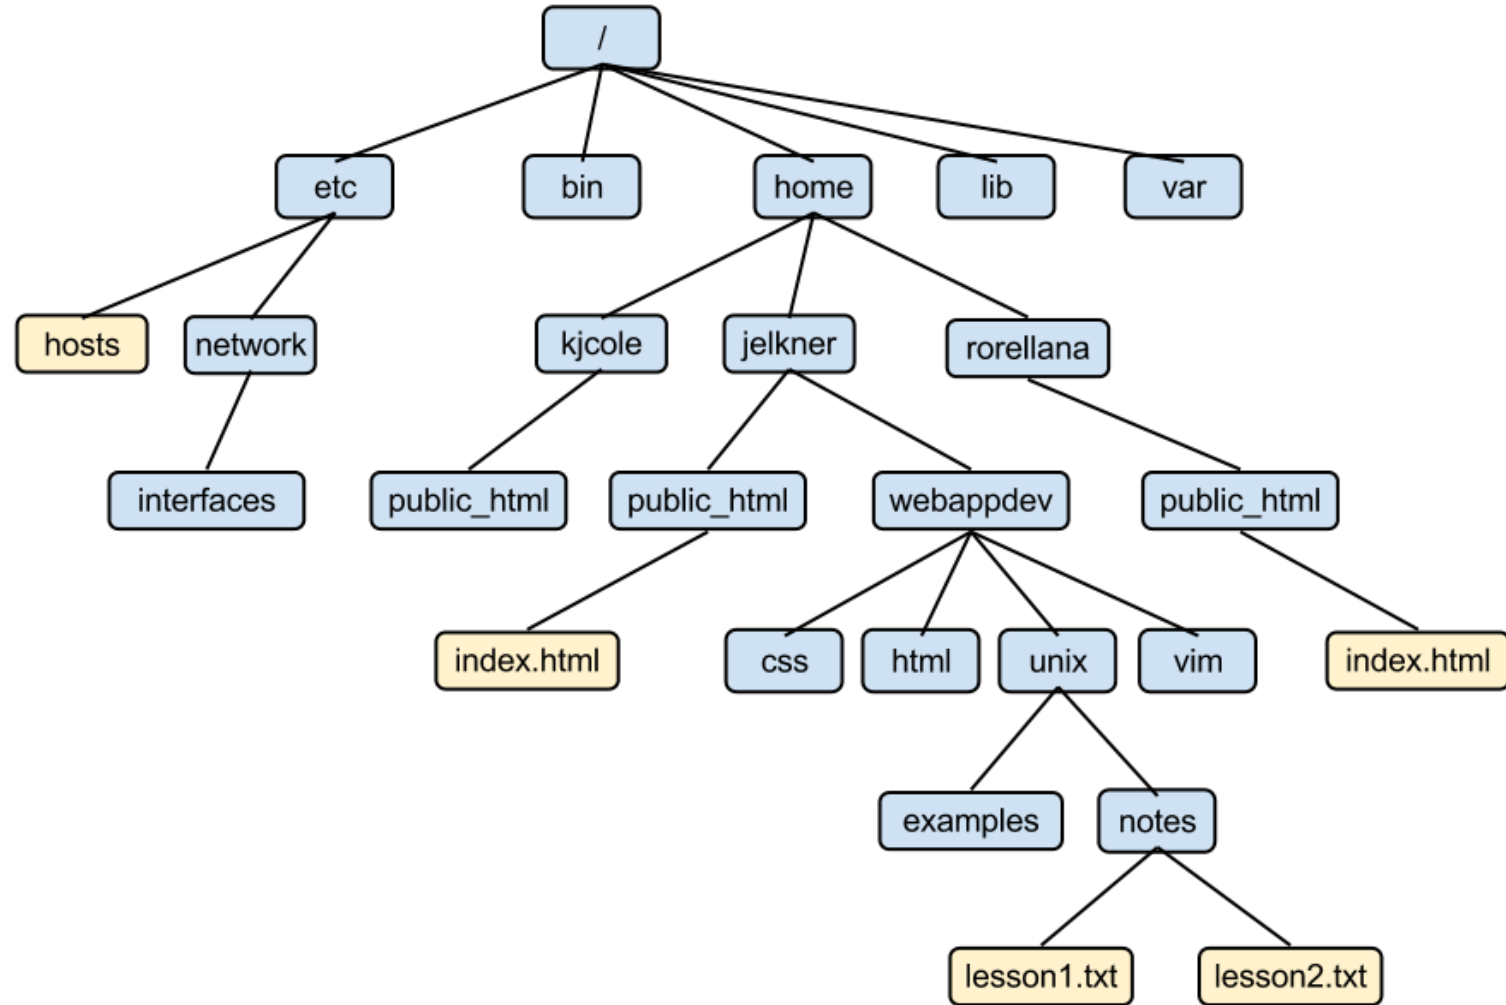 /
etc
bin
home
lib
var
hosts
network
kjcole
jelkner
rorellana
interfaces
public_html
public_html
webappdev
public_html
index.html
css
html
unix
vim
index.html
examples
notes
lesson1.txt
lesson2.txt